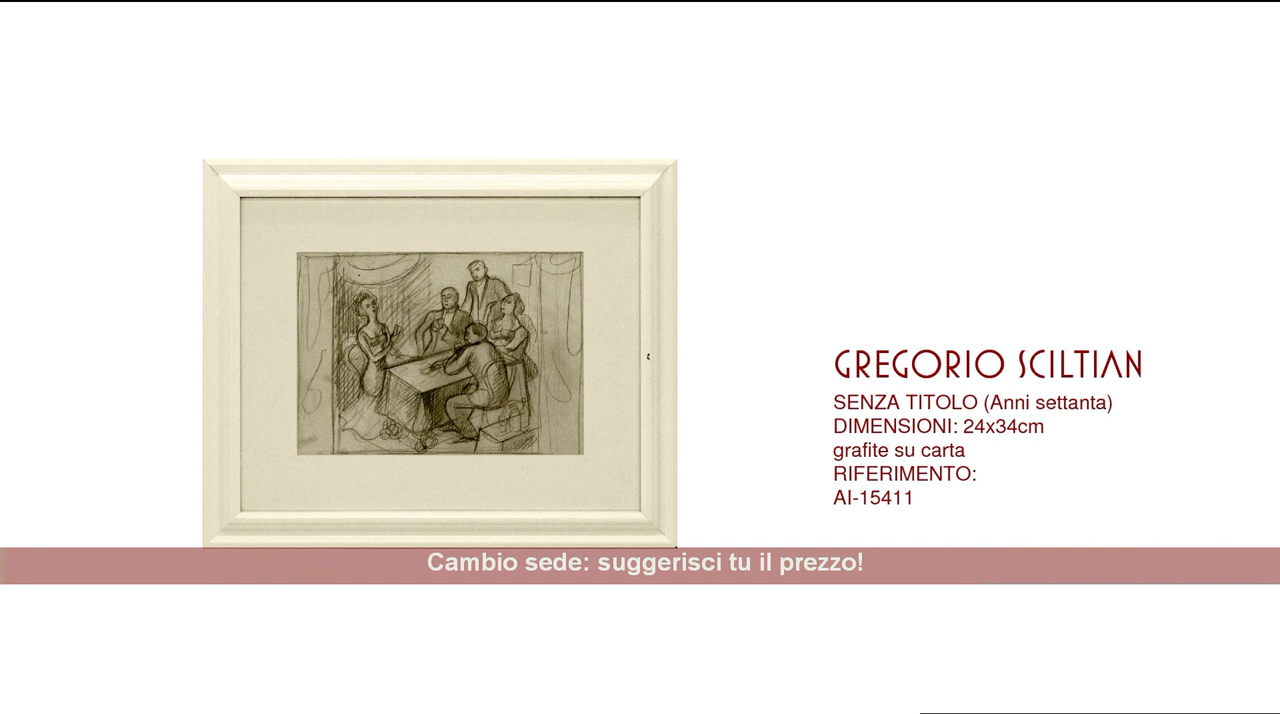 GREGORIO SCILTIAN
SENZA TITOLO (Anni settanta)
DIMENSIONI: 24x34cm
grafite su carta
RIFERIMENTO:
AI-15411
Cambio sede: suggerisci tu il prezzo!